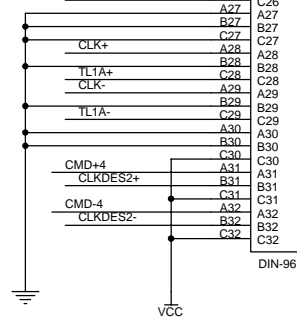 C26
A27 A27
B27 B27
C27 C27
CLK+ A28 A28
B28 B28
TL1A+ C28 C28
CLK- A29 A29
B29 B29
TL1A- C29 C29
A30 A30
B30 B30
C30 C30
CMD+4 A31 A31
CLKDES2+ B31 B31
C31 C31
CMD-4 A32 A32
CLKDES2- B32 B32
C32 C32
DIN-96
VCC